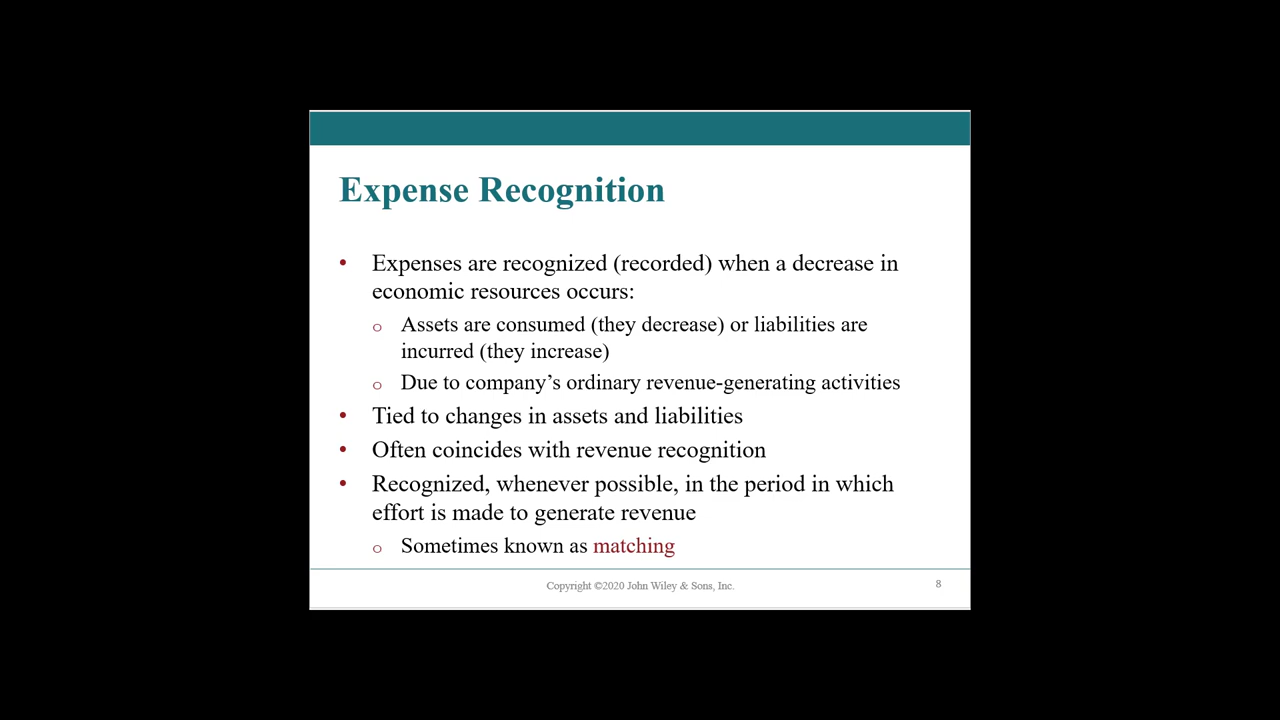 Expense Recognition
• Expenses are recognized (recorded) when a decrease in
economic resources occurs:
o Assets are consumed (they decrease) or liabilities are
incurred (they increase)
o Due to company’s ordinary revenue-generating activities
• Tied to changes in assets and liabilities
• Often coincides with revenue recognition
• Recognized, whenever possible, in the period in which
effort is made to generate revenue
o Sometimes known as matching
Copyright ©2020 John Wiley & Sons, Inc.
8